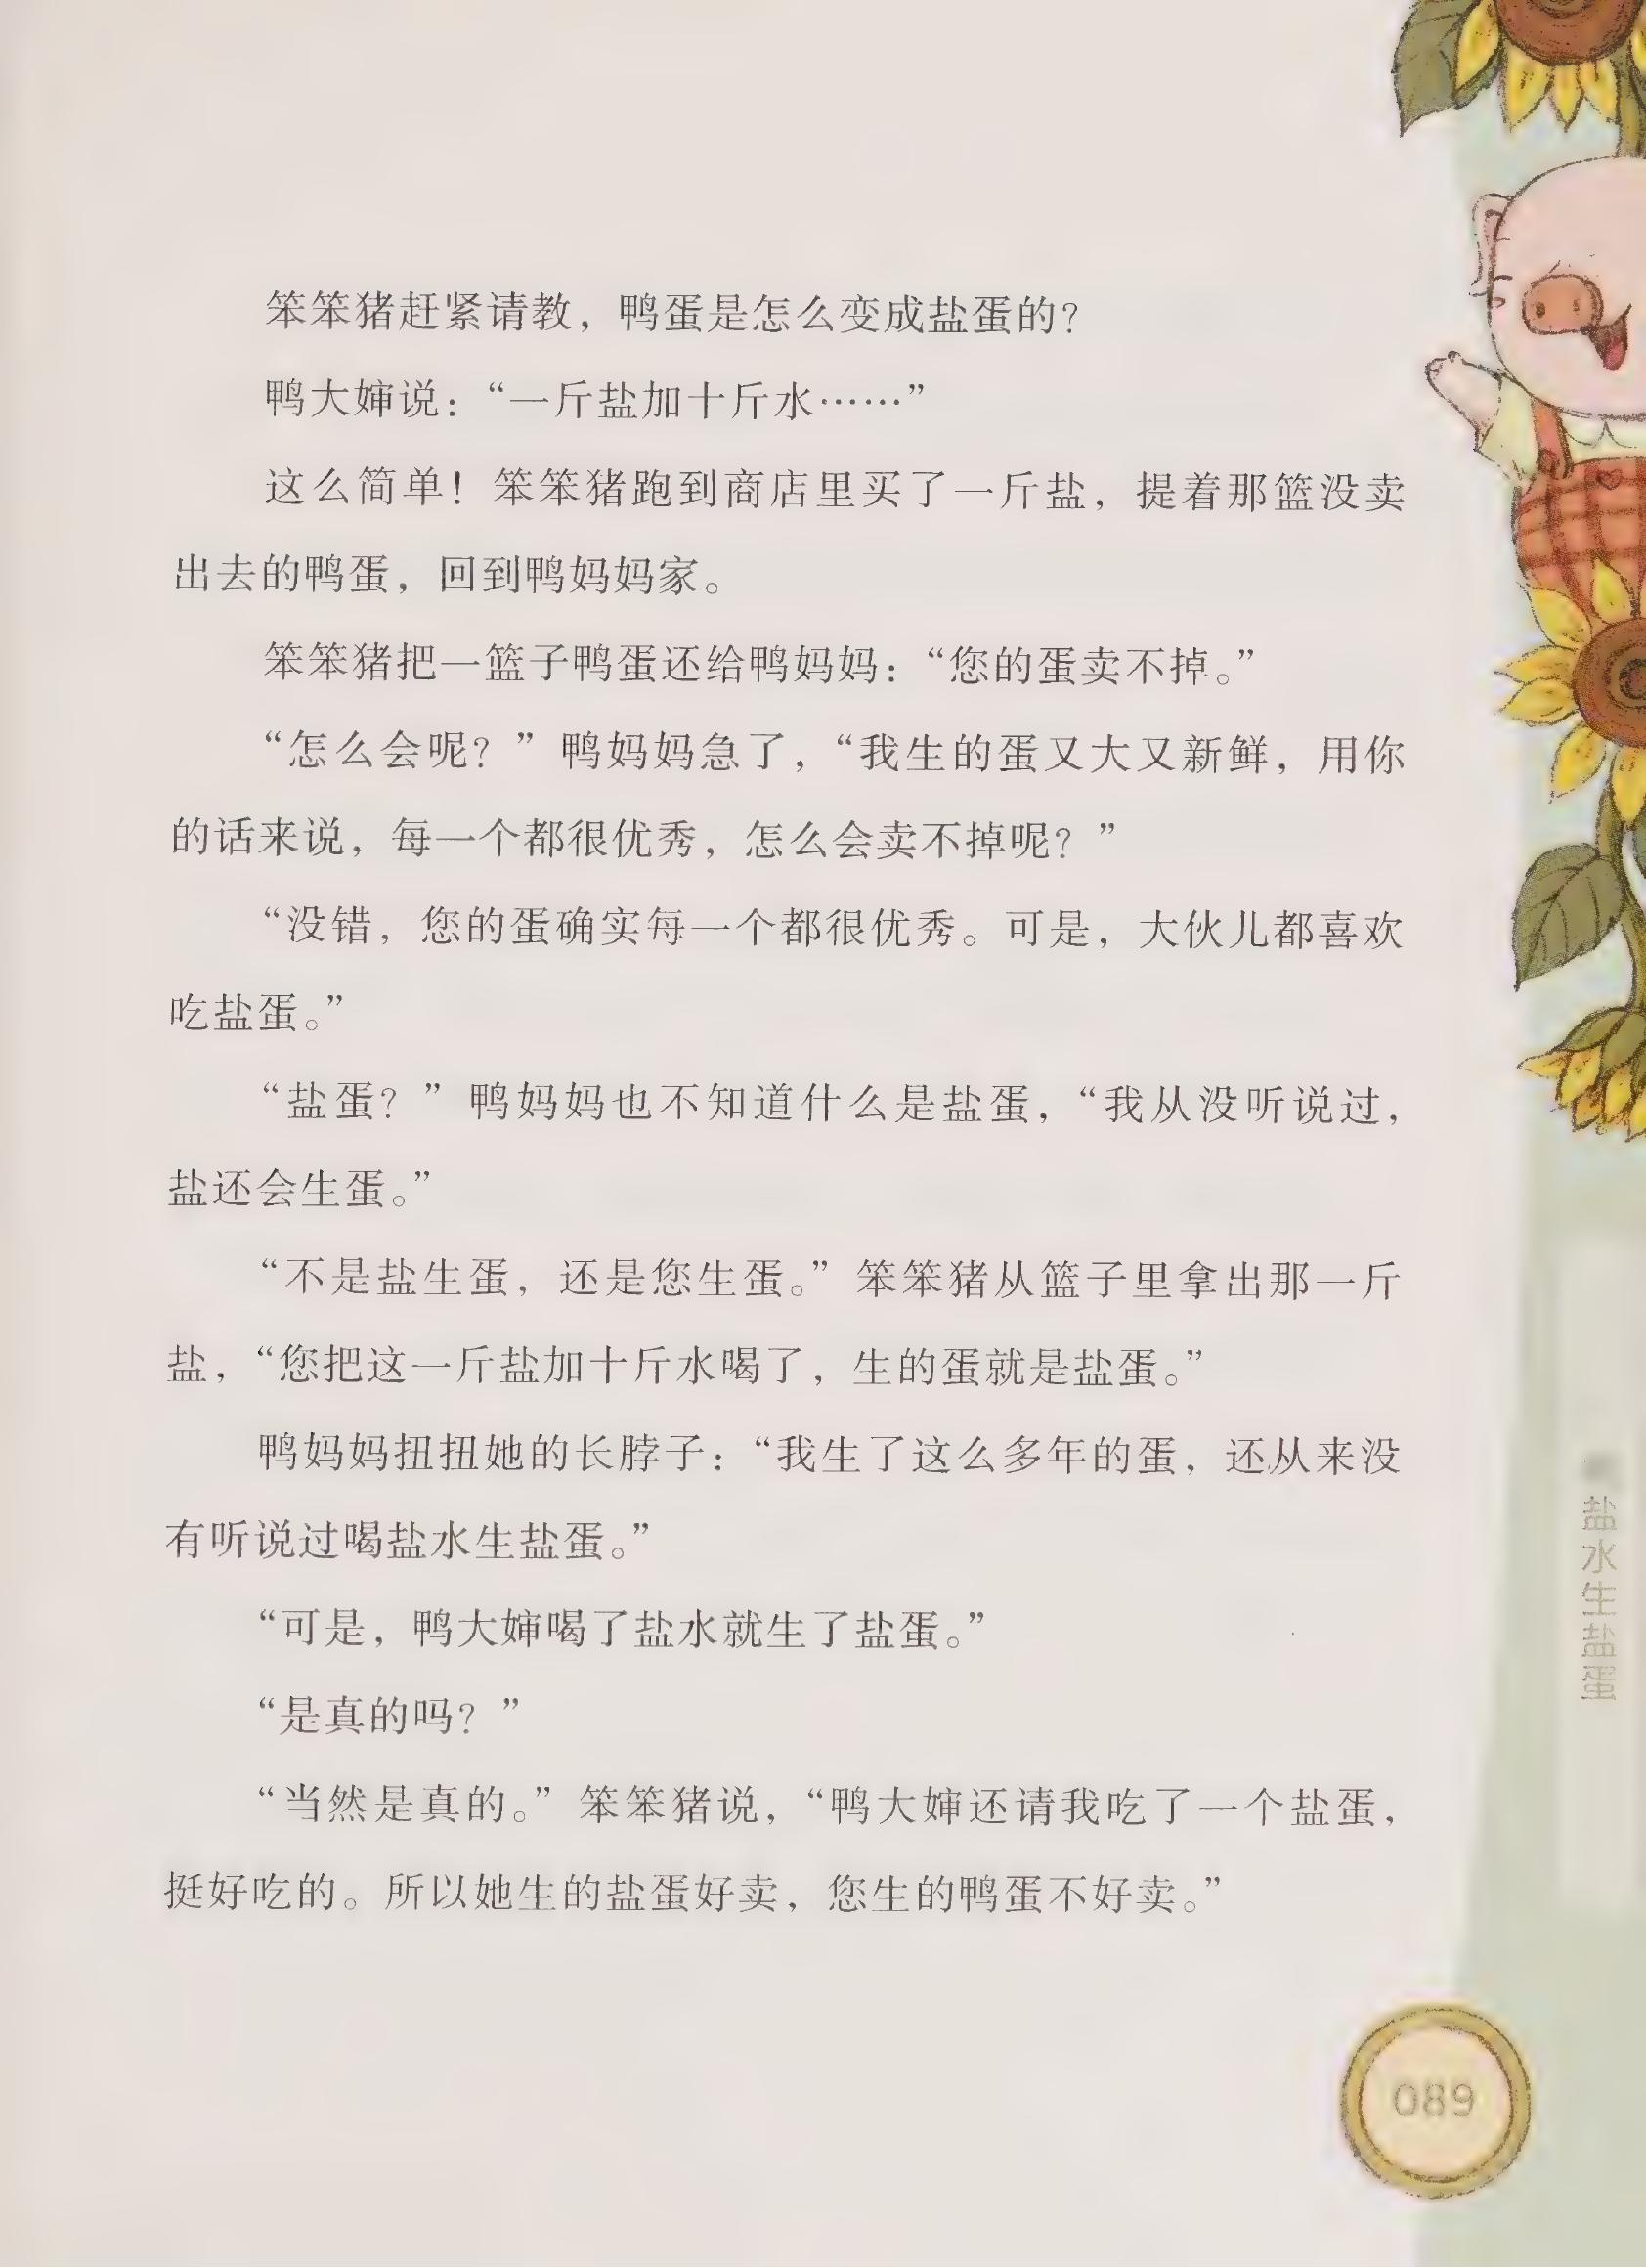 笨笨猪赶紧请教，鸭蛋是怎么变成盐蛋的？
鸭大婶说：“一斤盐加十斤水……”
这么简单！笨笨猪跑到商店里买了一斤盐，提着那篮没卖
出去的鸭蛋，回到鸭妈妈家。
笨笨猪把一篮子鸭蛋还给鸭妈妈：“您的蛋卖不掉。”
“怎么会呢？”鸭妈妈急了，“我生的蛋又大又新鲜，用你
的话来说，每一个都很优秀，怎么会卖不掉呢？”
“没错，您的蛋确实每一个都很优秀。可是，大伙儿都喜欢
吃盐蛋。”
“盐蛋？”鸭妈妈也不知道什么是盐蛋，“我从没听说过，
盐还会生蛋。”
“不是盐生蛋，还是您生蛋。”笨笨猪从篮子里拿出那一斤
盐，“您把这一斤盐加十斤水喝了，生的蛋就是盐蛋。”
鸭妈妈扭扭她的长脖子：“我生了这么多年的蛋，还从来没
有听说过喝盐水生盐蛋。”
“可是，鸭大婶喝了盐水就生了盐蛋。”
“是真的吗？”
“当然是真的。”笨笨猪说，“鸭大婶还请我吃了一个盐蛋，
挺好吃的。所以她生的盐蛋好卖，您生的鸭蛋不好卖。”
盐水生盐蛋
089